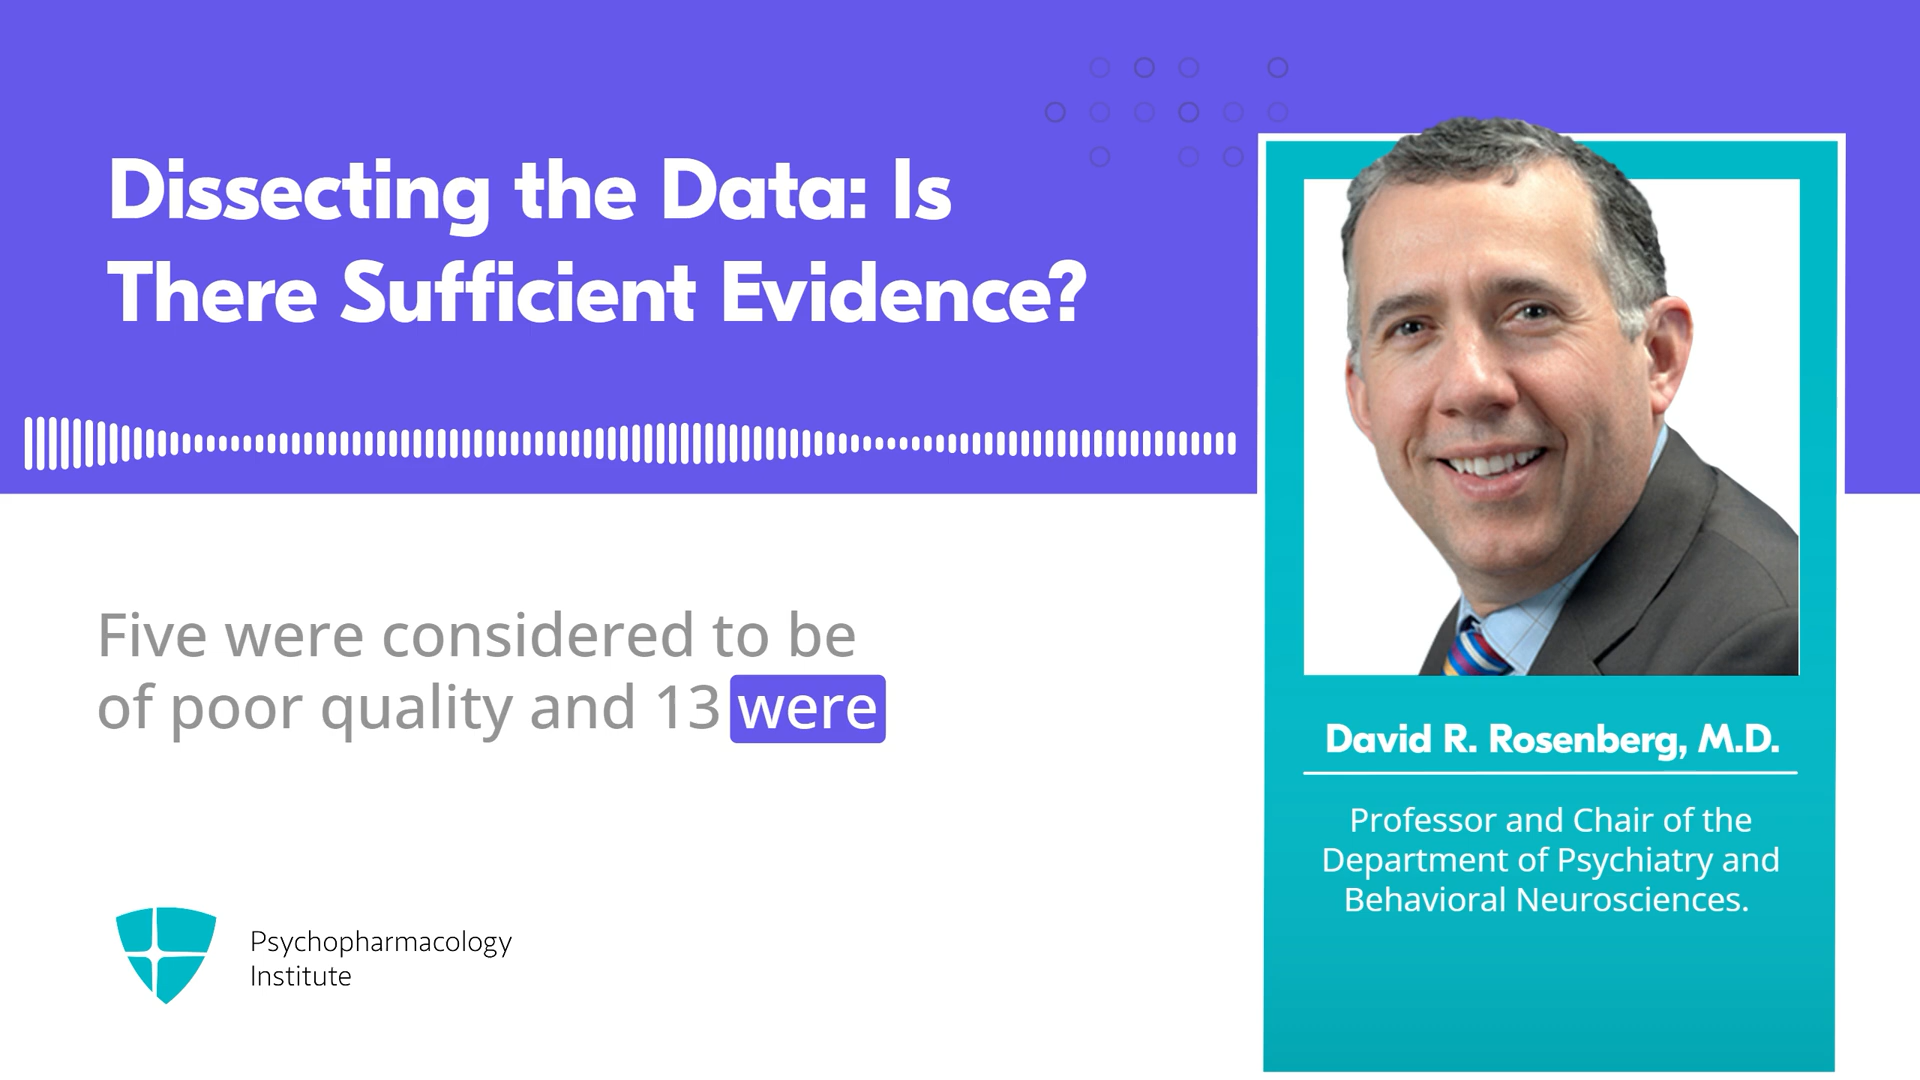 Dissecting the Data: Is
There Sufficient Evidence?
Five were considered to be
of poor quality and 13 were
Psychopharmacology
Institute
David R. Rosenberg, M.D.
Professor and Chair of the
Department of Psychiatry and
Behavioral Neurosciences.